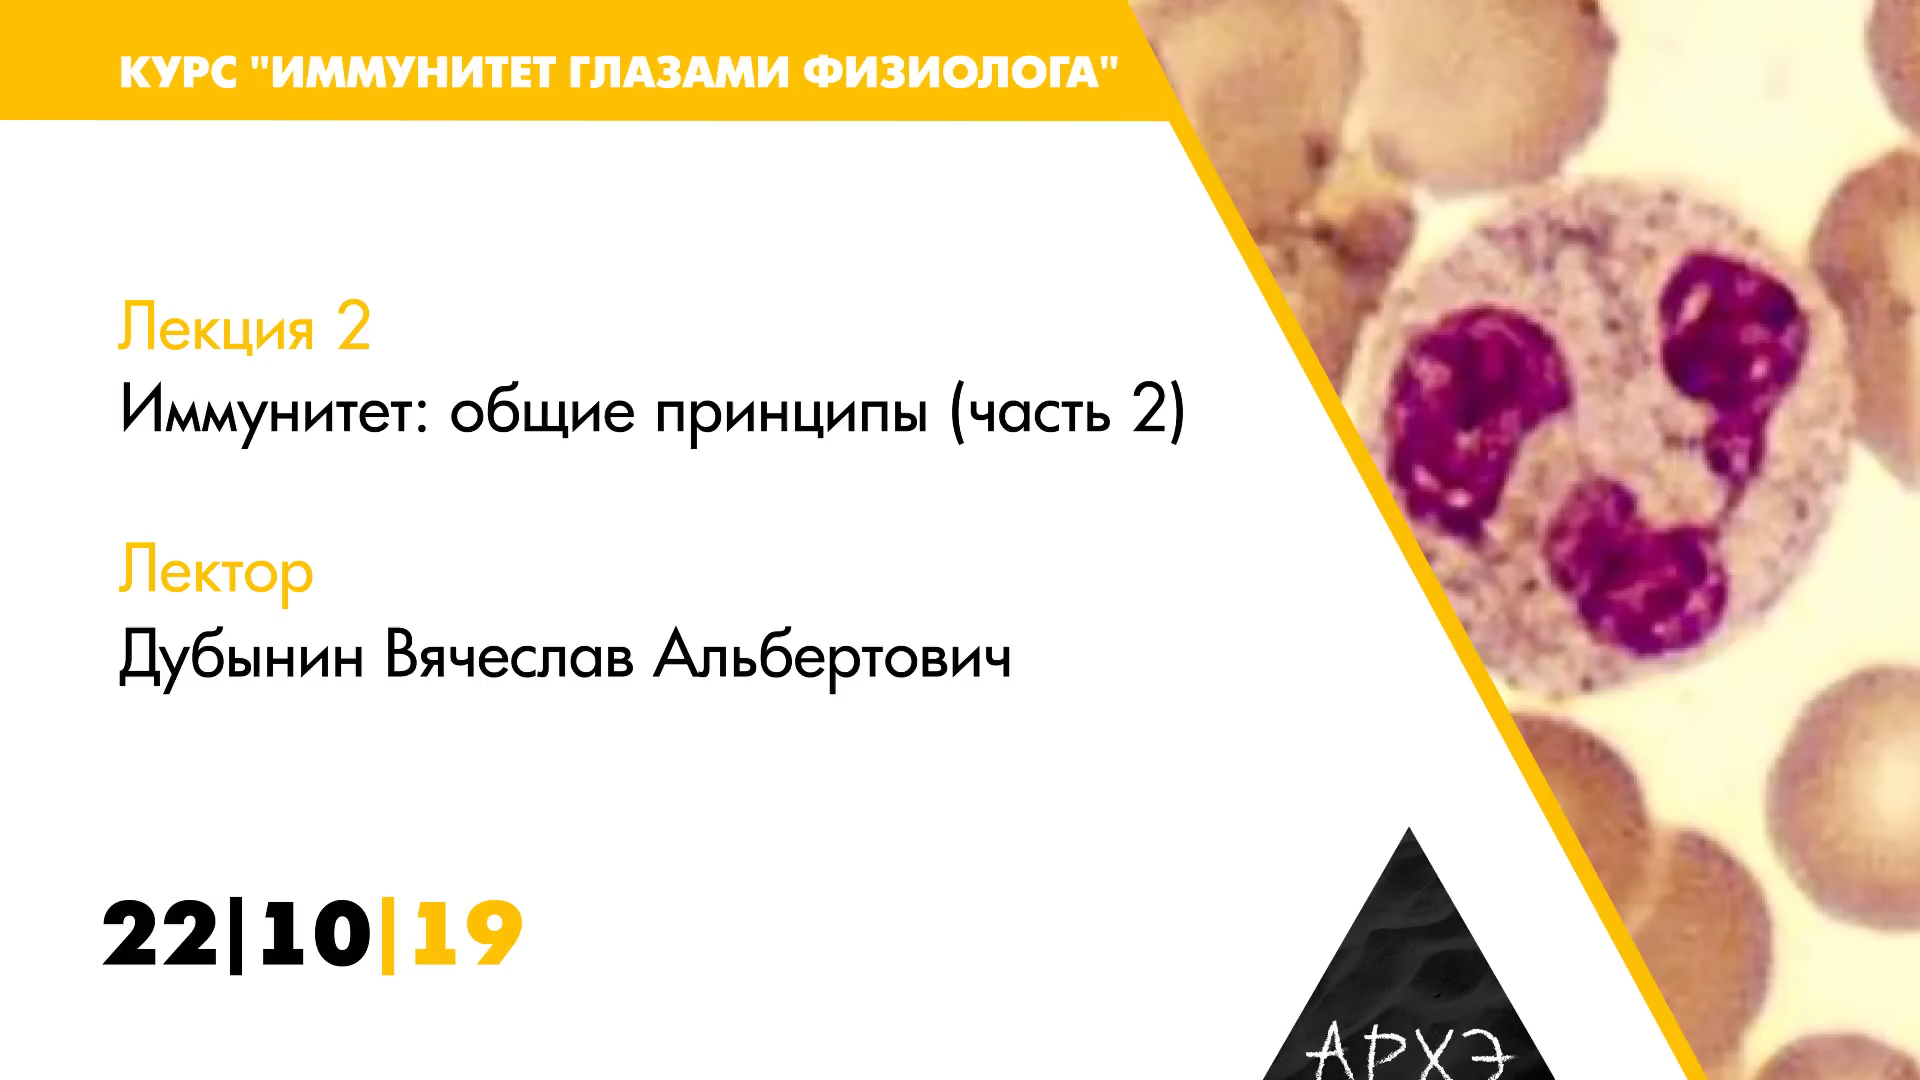 КУРС "ИММУНИТЕТ ГЛАЗАМИ ФИЗИОЛОГА"
Лекция 2
Иммунитет: общие принципы (часть 2)
Лектор
Дубынин Вячеслав Альбертович
22|10|19
АРХЭ